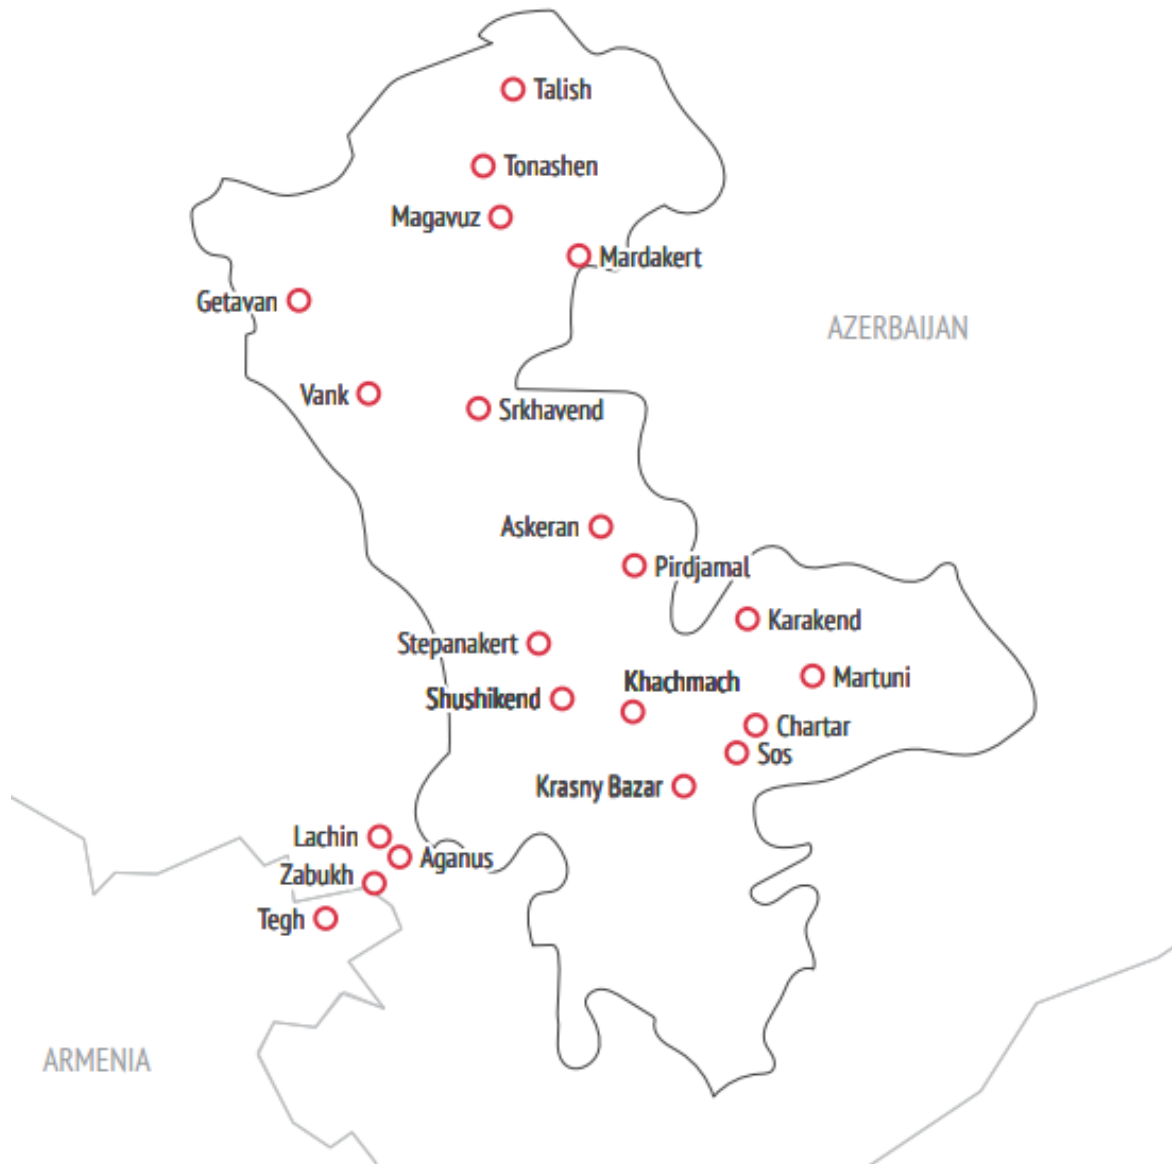 Talish
Tonashen
Magavuz
Mardakert
Getavan
AZERBAIJAN
Vank
Srkhavend
Askeran
Pirdjamal
Karakend
Stepanakert
Khachmach
Martuni
Shushikend
Chartar
Sos
Krasny Bazar
Lachin
Aganus
Zabukh
Tegh
ARMENIA